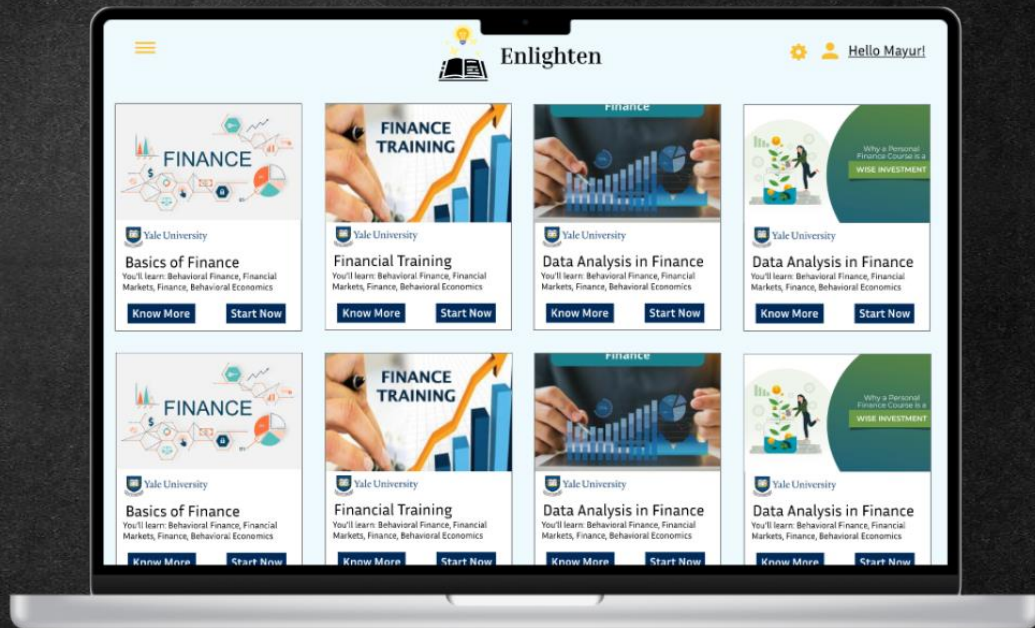 Enlighten
Hello Mayur!
FINANCE
$
FINANCE
TRAINING
Finance
Why a Personal
Finance Course is a
WISE INVESTMENT
Yale University
Yale University
Yale University
Yale University
Basics of Finance
Financial Training
Data Analysis in Finance
Data Analysis in Finance
You'll learn: Behavioral Finance, Financial
Markets, Finance, Behavioral Economics
You'll learn: Behavioral Finance, Financial
Markets, Finance, Behavioral Economics
You'll learn: Behavioral Finance, Financial
Markets, Finance, Behavioral Economics
You'll learn: Behavioral Finance, Financial
Markets, Finance, Behavioral Economics
Know More Start Now
Know More Start Now
Know More Start Now
Know More Start Now
FINANCE
$
FINANCE
TRAINING
Finance
Why a Personal
Finance Course is a
WISE INVESTMENT
Yale University
Yale University
Yale University
Yale University
Basics of Finance
Financial Training
Data Analysis in Finance
Data Analysis in Finance
You'll learn: Behavioral Finance, Financial
Markets, Finance, Behavioral Economics
You'll learn: Behavioral Finance, Financial
Markets, Finance, Behavioral Economics
You'll learn: Behavioral Finance, Financial
Markets, Finance, Behavioral Economics
You'll learn: Behavioral Finance, Financial
Markets, Finance, Behavioral Economics
Know More Start Now
Know More Start Now
Know More Start Now
Know More Start Now